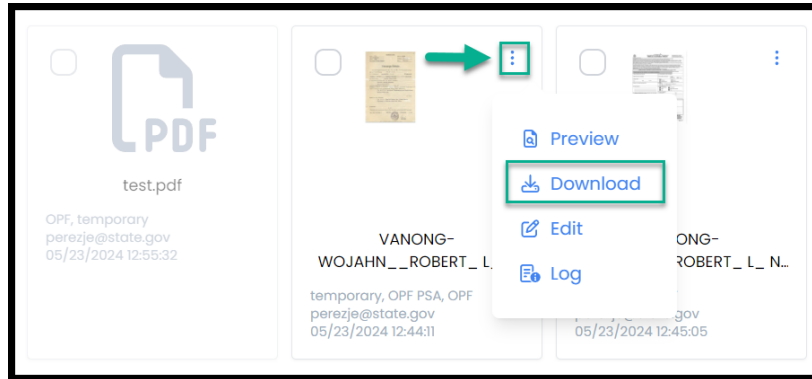 PDF
test.pdf
OPF, temporary
perezje@state.gov
05/23/2024 12:55:32
VANONG-
WOJAHN__ROBERT_ L_
temporary, OPF PSA, OPF
perezje@state.gov
05/23/2024 12:44:11
Preview
Download
Edit
Log
ONG-
ROBERT_ L_ N...
gov
05/23/2024 12:45:05